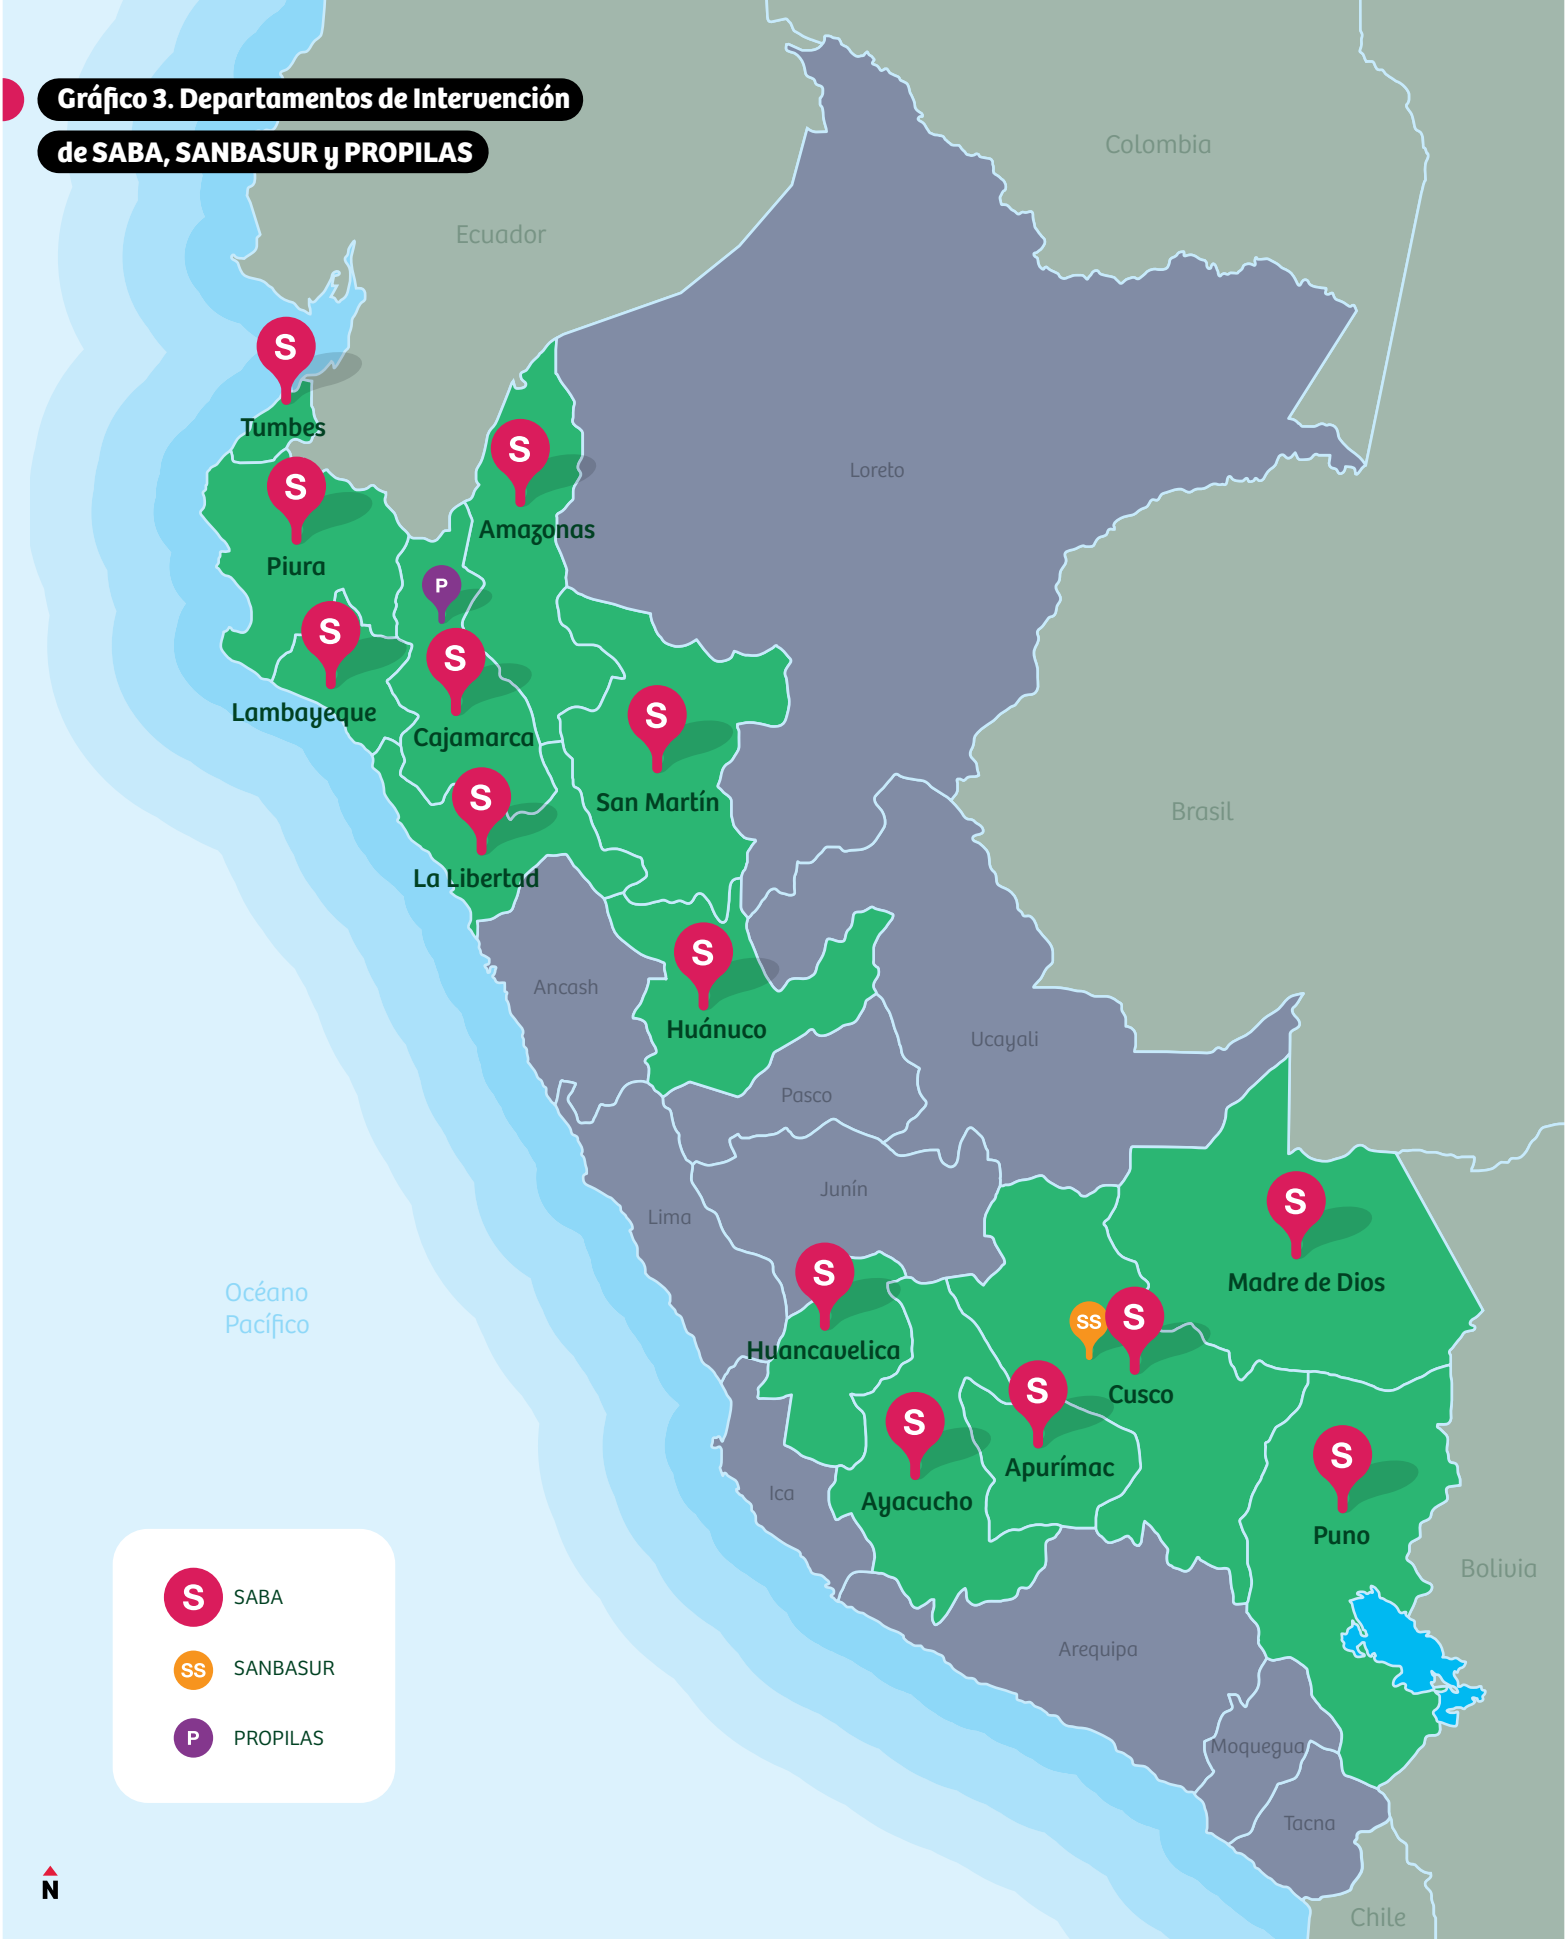 Gráfico 3. Departamentos de Intervención
de SABA, SANBASUR y PROPILAS
Colombia
Ecuador
S
Tumbes
S
Amazonas
Loreto
S
Piura
P
S
Lambayeque
S
Cajamarca
S
San Martín
S
La Libertad
Brasil
S
Huánuco
Ancash
Ucayali
Pasco
Junín
Lima
S
Madre de Dios
Océano
Pacífico
S
Huancavelica
SS
S
Cusco
S
Apurímac
S
Ayacucho
Ica
S
Puno
Bolivia
S SABA
SS SANBASUR
P PROPILAS
Arequipa
Moquegua
Tacna
N
Chile